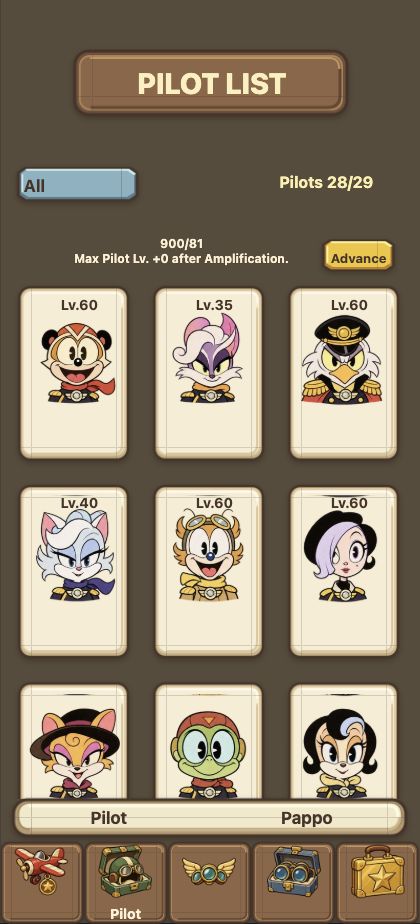 PILOT LIST
All
Pilots 28/29
900/81
Max Pilot Lv. +0 after Amplification.
Advance
Lv.60
Lv.35
Lv.60
Lv.40
Lv.60
Lv.60
Pilot
Pappo
Pilot